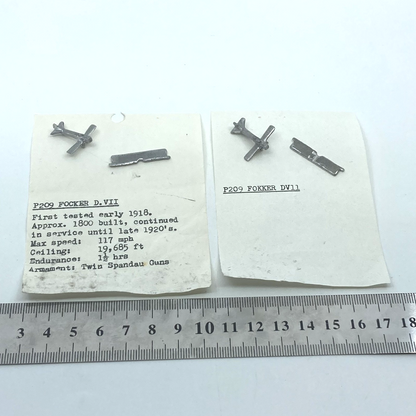 P209 FOCKER D.VII
First tested early 1918.
Approx. 1800 built, continued
in service until late 1920's.
Max speed: 117 mph
Ceiling: 19,685 ft
Endurance: 1½ hrs
Armament: Twin Spandau Guns
P209 FOKKER DV11
3 4 5 6 7 8 9 10 11 12 13 14 15 16 17 18